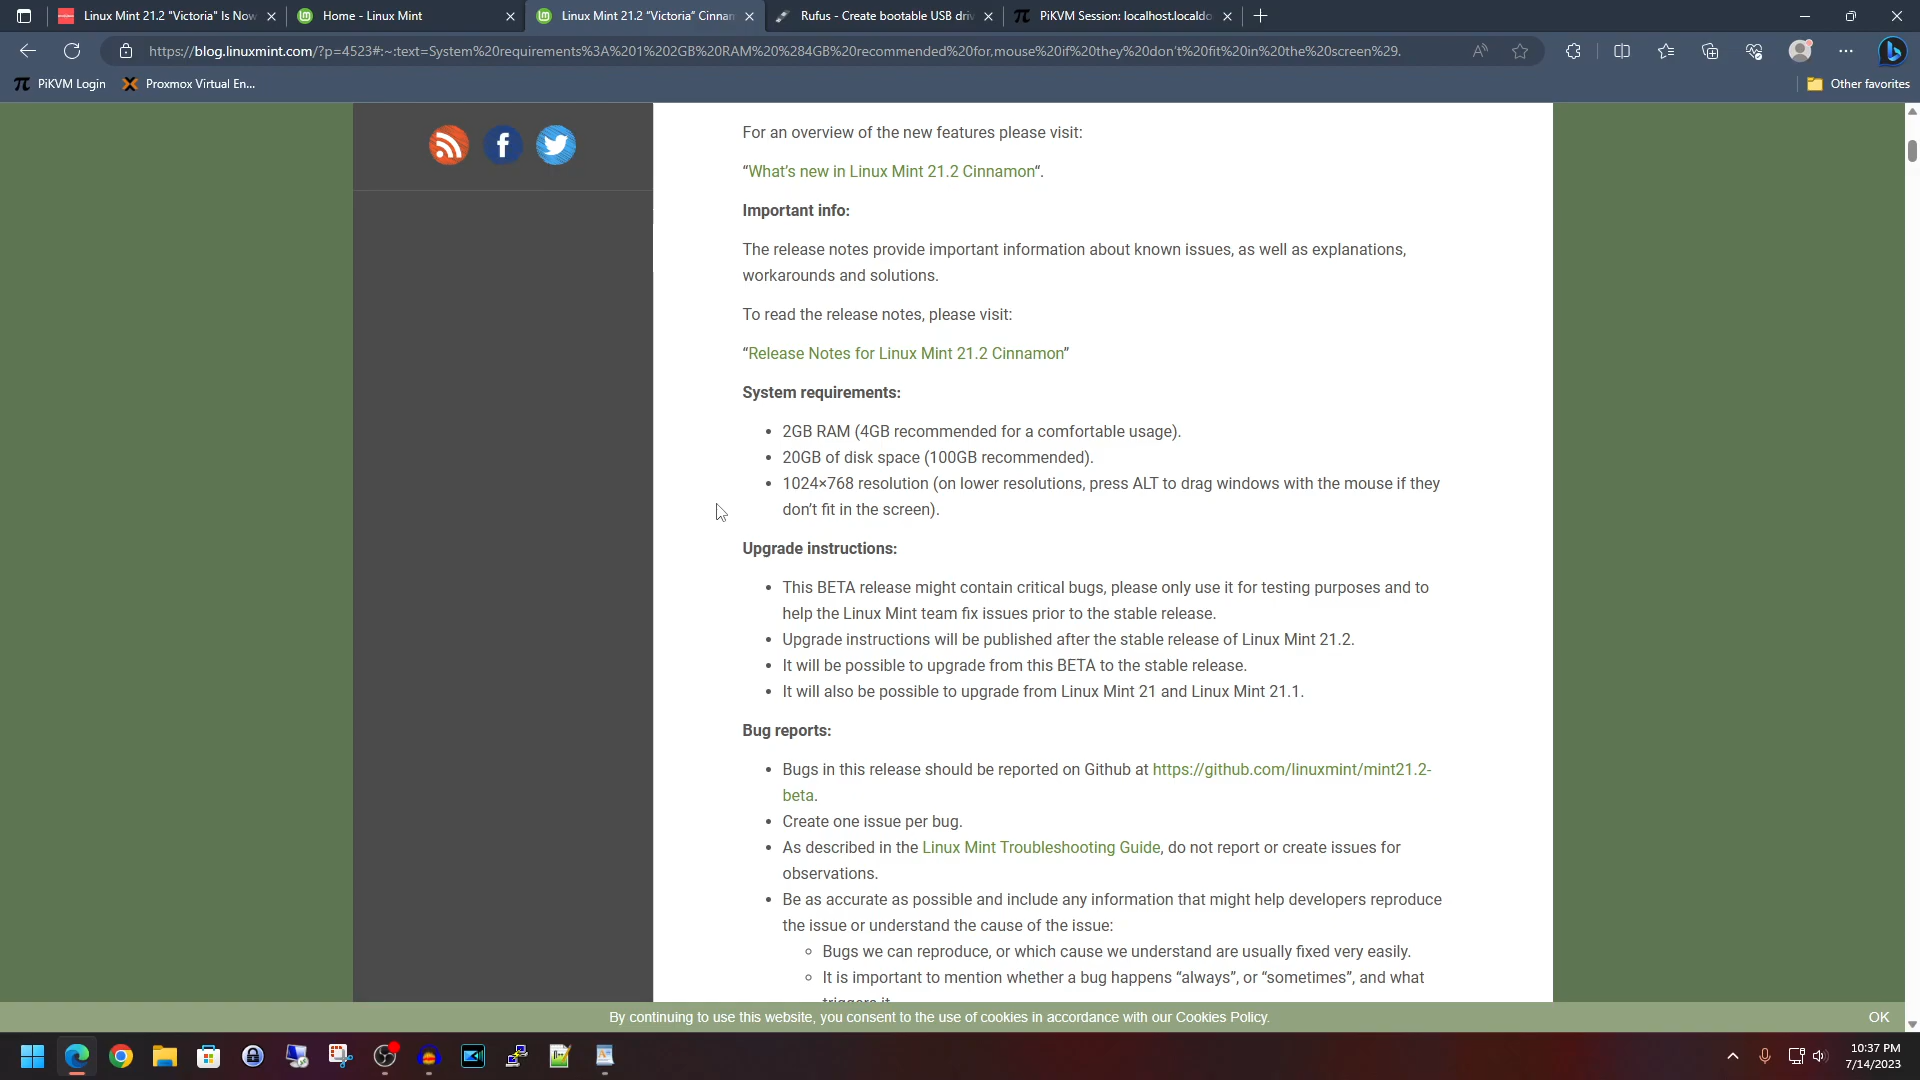 Linux Mint 21.2 "Victoria" Is Now
Home - Linux Mint
Linux Mint 21.2 “Victoria” Cinnam
Rufus - Create bootable USB driv
PiKVM Session: localhost.localdo
https://blog.linuxmint.com/?p=4523#:~:text=System%20requirements%3A%201%202GB%20RAM%20%284GB%20recommended%20for,mouse%20if%20they%20don't%20fit%20in%20the%20screen%29.
PiKVM Login
Proxmox Virtual En...
Other favorites
For an overview of the new features please visit:
“What’s new in Linux Mint 21.2 Cinnamon“.
Important info:
The release notes provide important information about known issues, as well as explanations,
workarounds and solutions.
To read the release notes, please visit:
“Release Notes for Linux Mint 21.2 Cinnamon”
System requirements:
• 2GB RAM (4GB recommended for a comfortable usage).
• 20GB of disk space (100GB recommended).
• 1024×768 resolution (on lower resolutions, press ALT to drag windows with the mouse if they
don’t fit in the screen).
Upgrade instructions:
• This BETA release might contain critical bugs, please only use it for testing purposes and to
help the Linux Mint team fix issues prior to the stable release.
• Upgrade instructions will be published after the stable release of Linux Mint 21.2.
• It will be possible to upgrade from this BETA to the stable release.
• It will also be possible to upgrade from Linux Mint 21 and Linux Mint 21.1.
Bug reports:
• Bugs in this release should be reported on Github at https://github.com/linuxmint/mint21.2-
beta.
• Create one issue per bug.
• As described in the Linux Mint Troubleshooting Guide, do not report or create issues for
observations.
• Be as accurate as possible and include any information that might help developers reproduce
the issue or understand the cause of the issue:
◦ Bugs we can reproduce, or which cause we understand are usually fixed very easily.
◦ It is important to mention whether a bug happens “always”, or “sometimes”, and what
triggers it.
By continuing to use this website, you consent to the use of cookies in accordance with our Cookies Policy.
OK
10:37 PM
7/14/2023